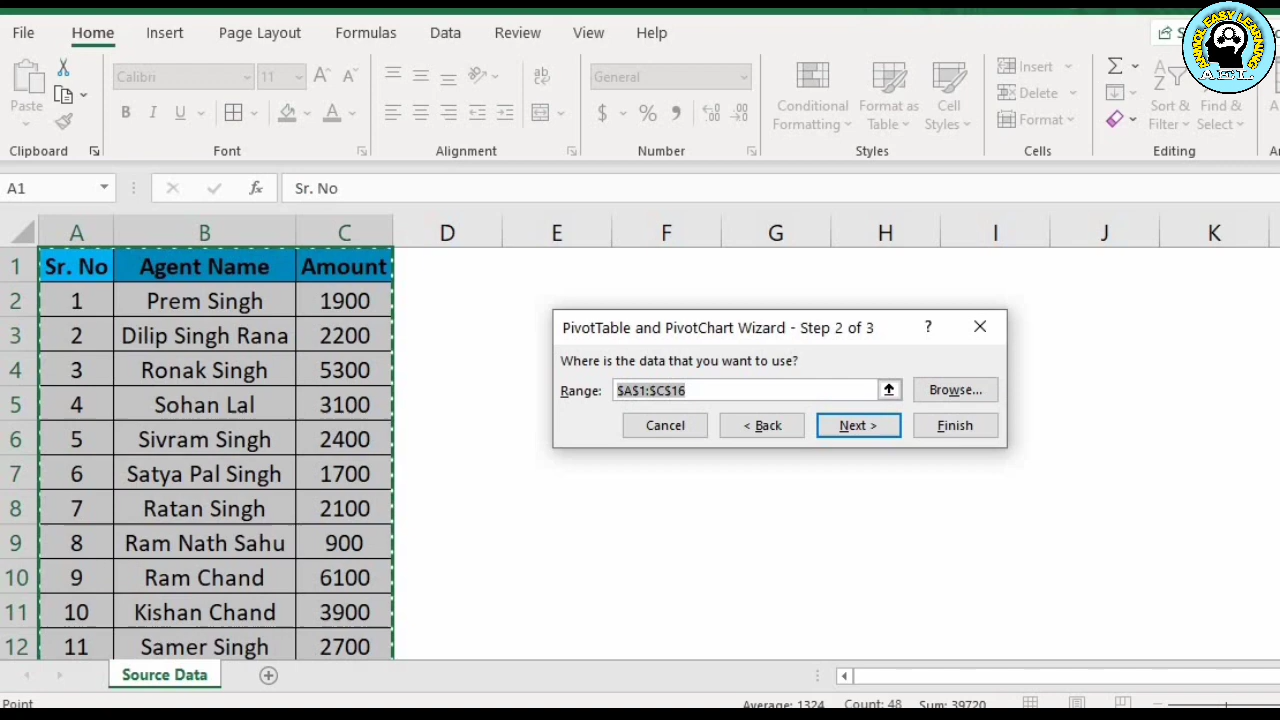 File Home Insert Page Layout Formulas Data Review View Help
ANMOL EASY LEARNING
A.E.L.
Calibri 11 General
Paste
Conditional Formatting
Format as Table
Cell Styles
Insert
Delete
Format
Sort & Filter
Find & Select
Clipboard Font Alignment Number Styles Cells Editing
A1 fx Sr. No
A B C D E F G H I J K
1 Sr. No Agent Name Amount
2 1 Prem Singh 1900
3 2 Dilip Singh Rana 2200
4 3 Ronak Singh 5300
5 4 Sohan Lal 3100
6 5 Sivram Singh 2400
7 6 Satya Pal Singh 1700
8 7 Ratan Singh 2100
9 8 Ram Nath Sahu 900
10 9 Ram Chand 6100
11 10 Kishan Chand 3900
12 11 Samer Singh 2700
PivotTable and PivotChart Wizard - Step 2 of 3 ?
Where is the data that you want to use?
Range: $A$1:$C$16 Browse...
Cancel < Back Next > Finish
Source Data
Point Average: 1324 Count: 48 Sum: 39720